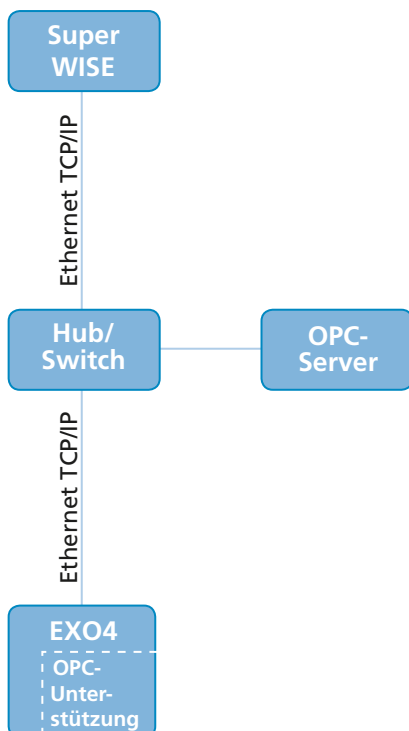 Super
WISE
Ethernet TCP/IP
Hub/
Switch
OPC-
Server
Ethernet TCP/IP
EXO4
OPC-
Unter-
stützung